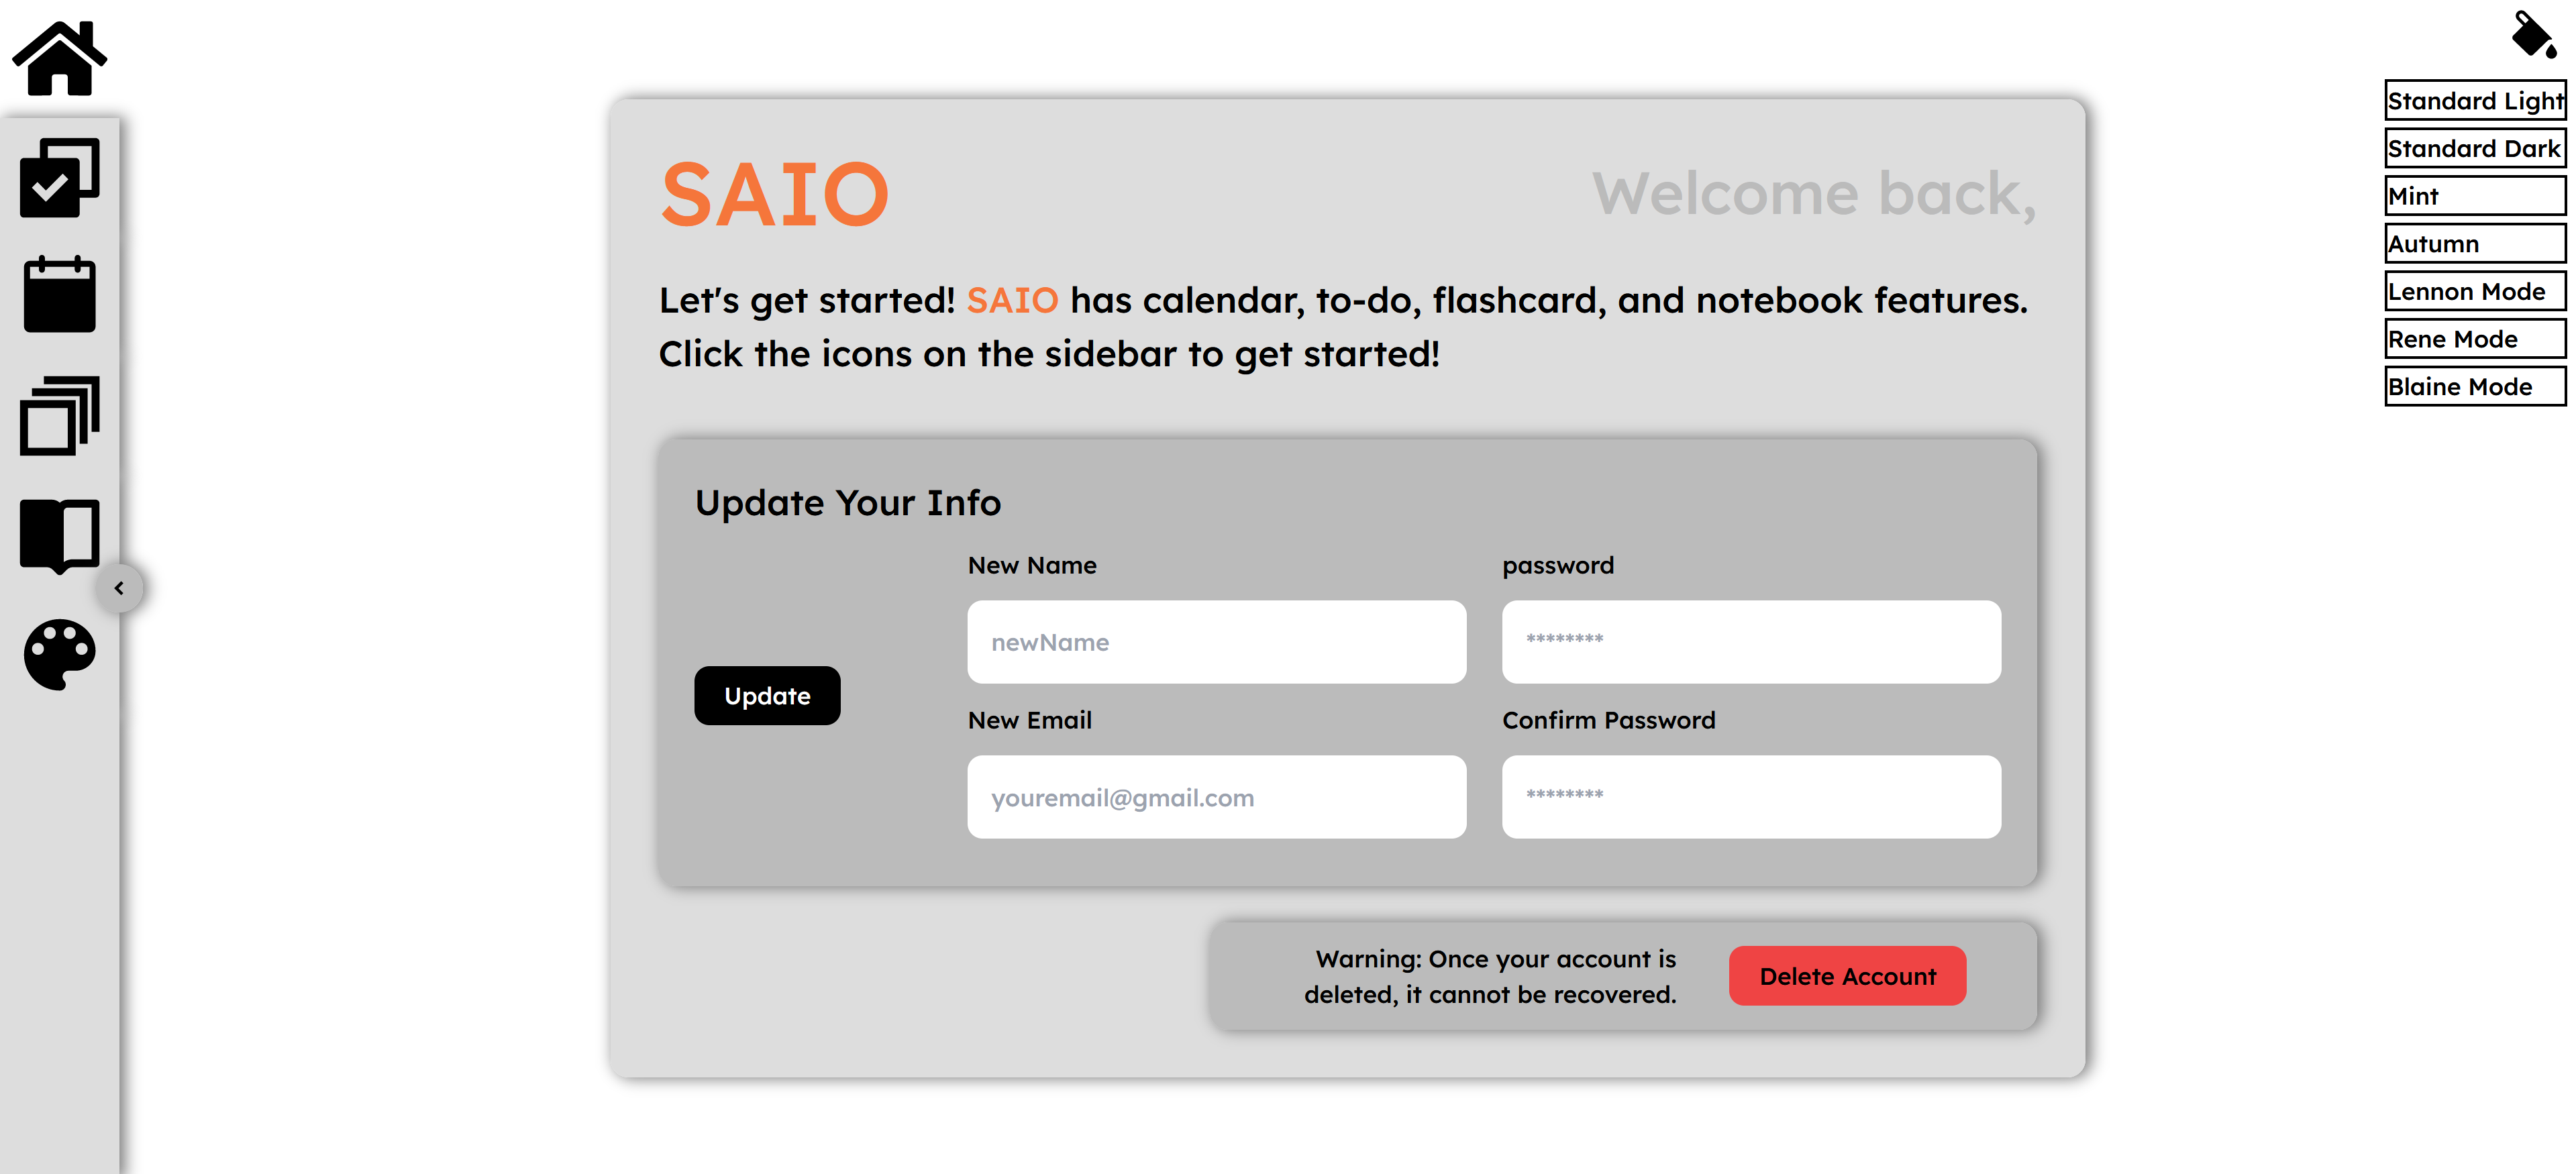 SAIO
Welcome back,
Let's get started! SAIO has calendar, to-do, flashcard, and notebook features.
Click the icons on the sidebar to get started!
Update Your Info
New Name
password
newName
********
Update
New Email
Confirm Password
youremail@gmail.com
********
Warning: Once your account is
deleted, it cannot be recovered.
Delete Account
Standard Light
Standard Dark
Mint
Autumn
Lennon Mode
Rene Mode
Blaine Mode